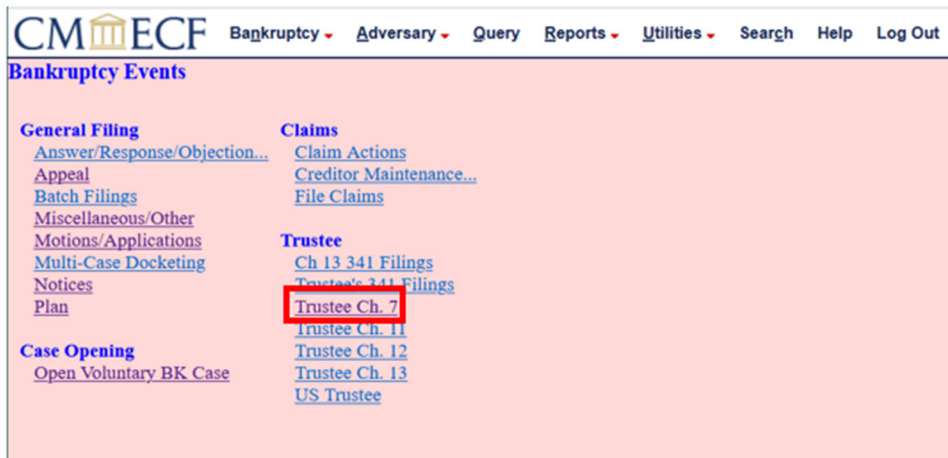 CM ECF Bankruptcy Adversary Query Reports Utilities Search Help Log Out
Bankruptcy Events
General Filing
Answer/Response/Objection...
Appeal
Batch Filings
Miscellaneous/Other
Motions/Applications
Multi-Case Docketing
Notices
Plan
Case Opening
Open Voluntary BK Case
Claims
Claim Actions
Creditor Maintenance...
File Claims
Trustee
Ch 13 341 Filings
Trustee's 341 Filings
Trustee Ch. 7
Trustee Ch. 11
Trustee Ch. 12
Trustee Ch. 13
US Trustee